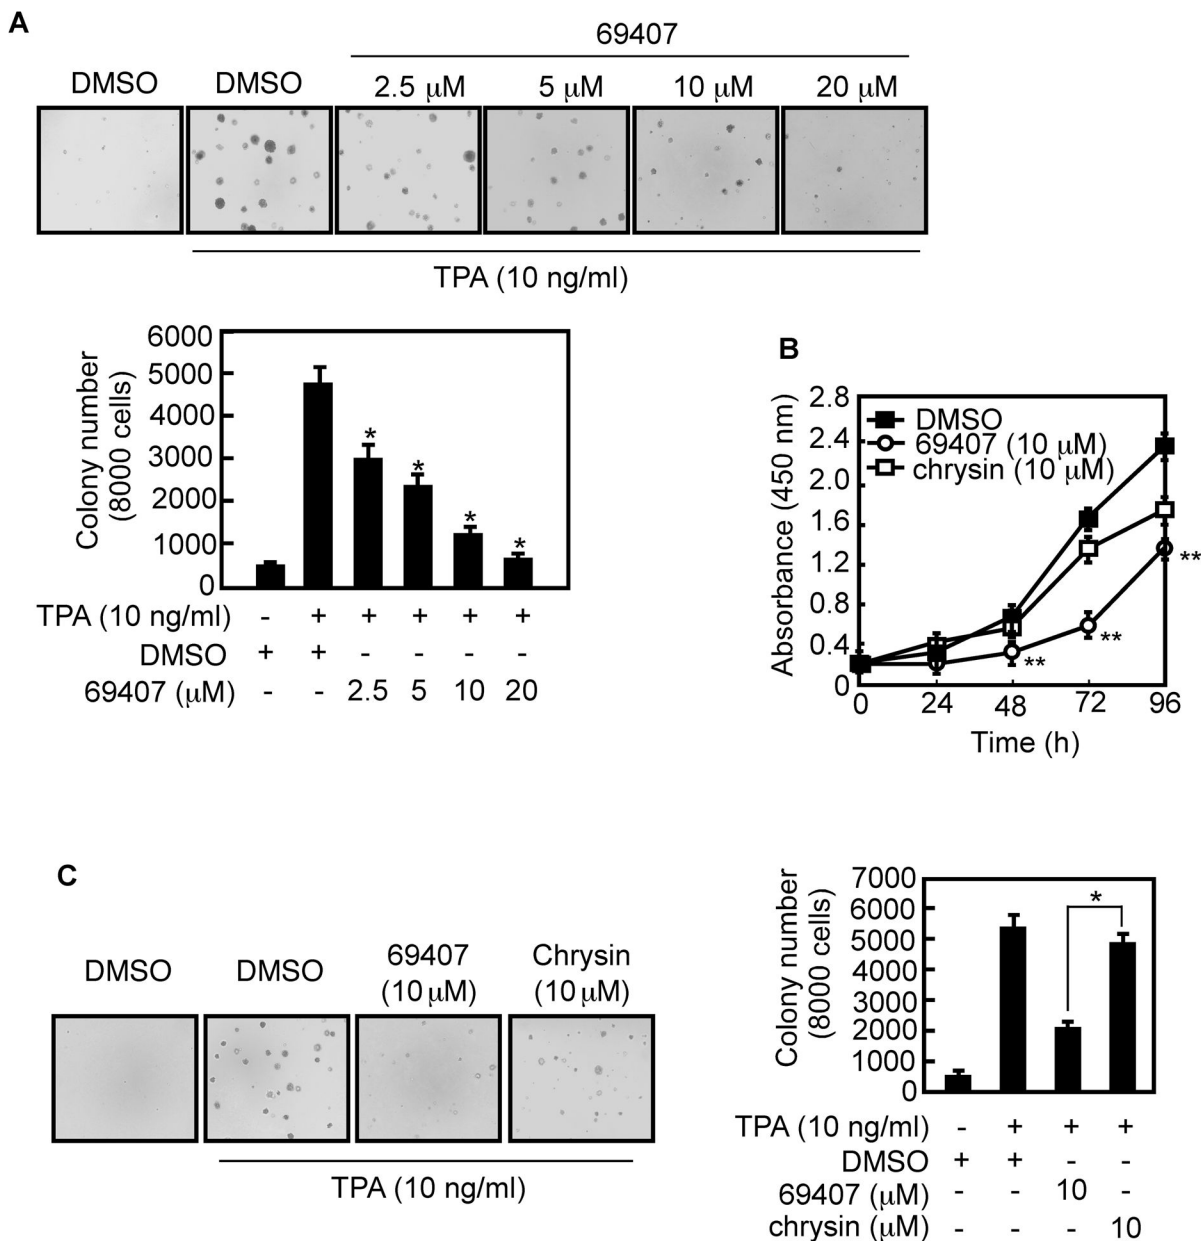 A
69407
DMSO DMSO 2.5 μM 5 μM 10 μM 20 μM
TPA (10 ng/ml)
Colony number
(8000 cells)
6000
5000
4000
3000
2000
1000
0
* * * *
TPA (10 ng/ml) - + + + + +
DMSO + + - - - -
69407 (μM) - - 2.5 5 10 20
B
Absorbance (450 nm)
2.8
2.4
2.0
1.6
1.2
0.8
0.4
0
DMSO
69407 (10 μM)
chrysin (10 μM)
**
**
**
0 24 48 72 96
Time (h)
C
DMSO DMSO 69407 (10 μM) Chrysin (10 μM)
TPA (10 ng/ml)
Colony number
(8000 cells)
7000
6000
5000
4000
3000
2000
1000
0
*
TPA (10 ng/ml) - + + +
DMSO + + - -
69407 (μM) - - 10 -
chrysin (μM) - - - 10